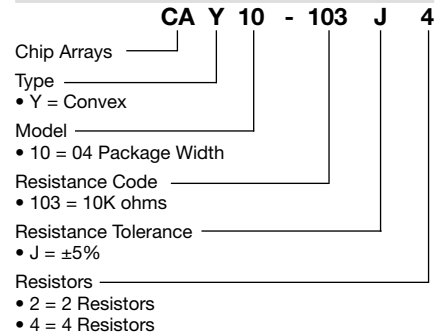 CA Y 10 - 103 J 4
Chip Arrays
Type
• Y = Convex
Model
• 10 = 04 Package Width
Resistance Code
• 103 = 10K ohms
Resistance Tolerance
• J = ±5%
Resistors
• 2 = 2 Resistors
• 4 = 4 Resistors